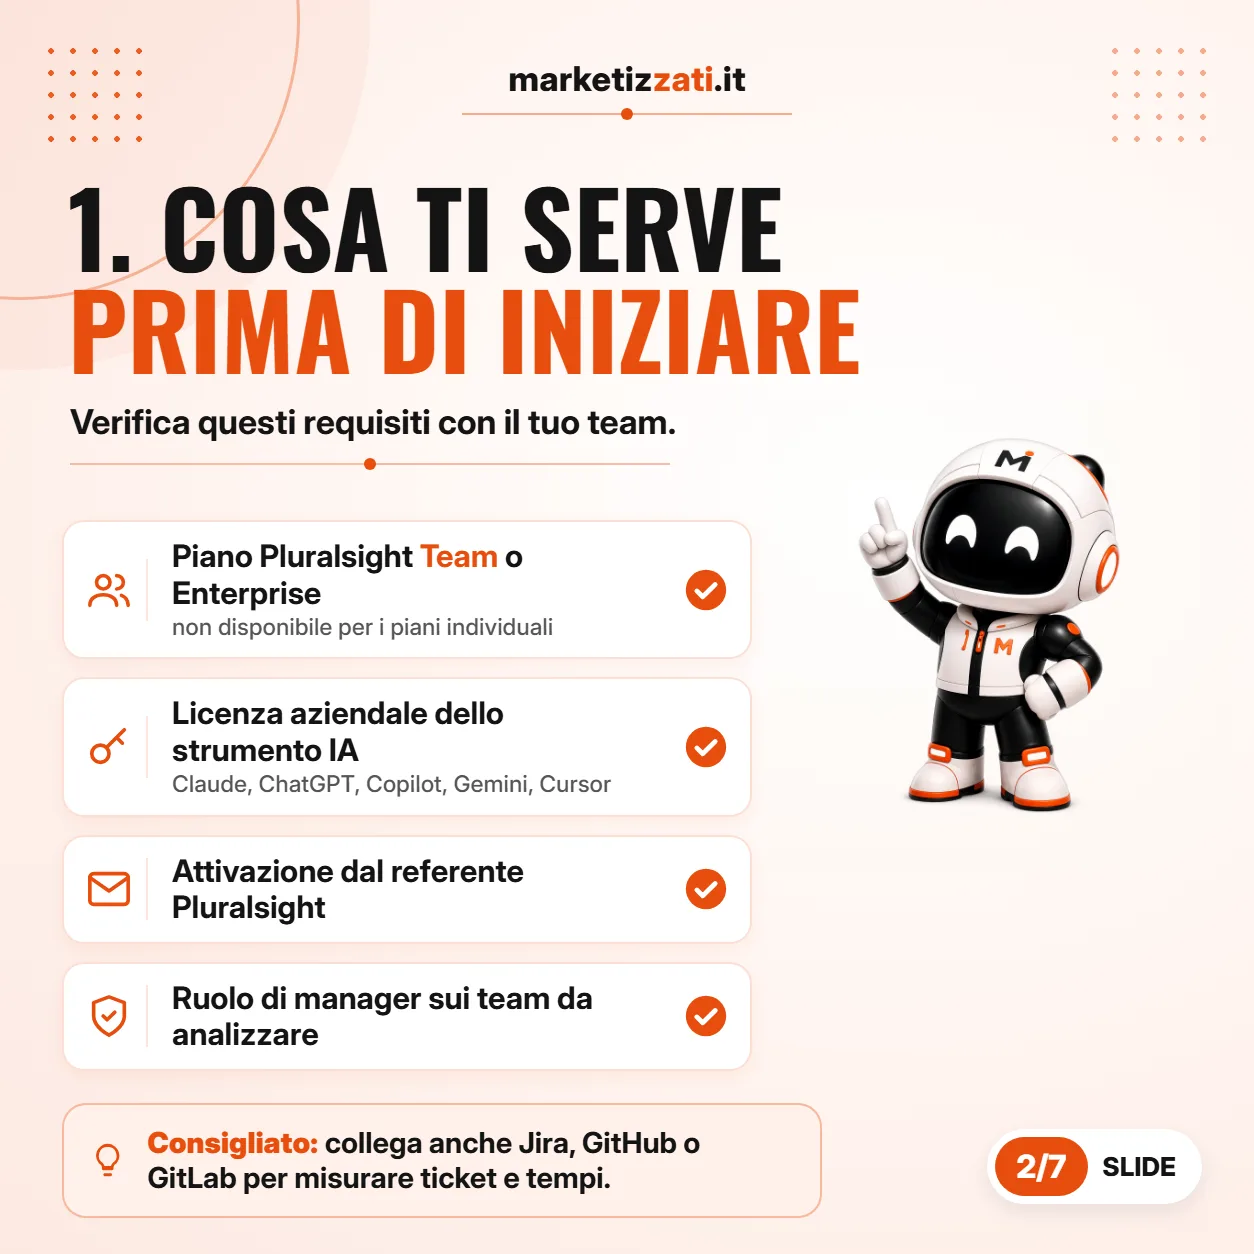 marketizzati.it
1. COSA TI SERVE
PRIMA DI INIZIARE
Verifica questi requisiti con il tuo team.
M
M
Piano Pluralsight Team o
Enterprise
non disponibile per i piani individuali
Licenza aziendale dello
strumento IA
Claude, ChatGPT, Copilot, Gemini, Cursor
Attivazione dal referente
Pluralsight
Ruolo di manager sui team da
analizzare
Consigliato: collega anche Jira, GitHub o
GitLab per misurare ticket e tempi.
2/7 SLIDE